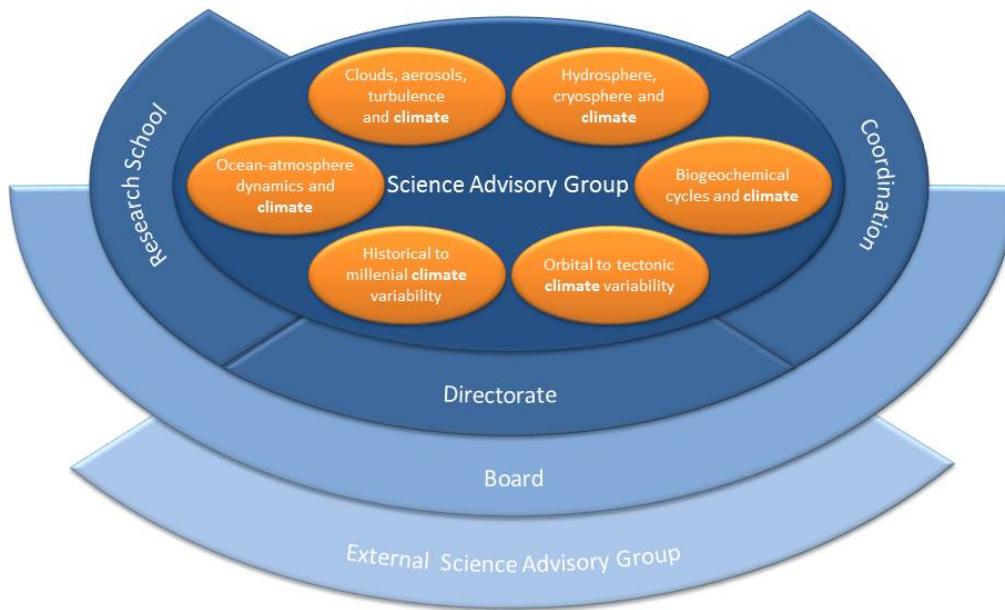 Clouds, aerosols,
turbulence
and climate
Hydrosphere,
cryosphere and
climate
Research School
Coordination
Ocean-atmosphere
dynamics and
climate
Science Advisory Group
Biogeochemical
cycles and climate
Historical to
millenial climate
variability
Orbital to tectonic
climate variability
Directorate
Board
External Science Advisory Group